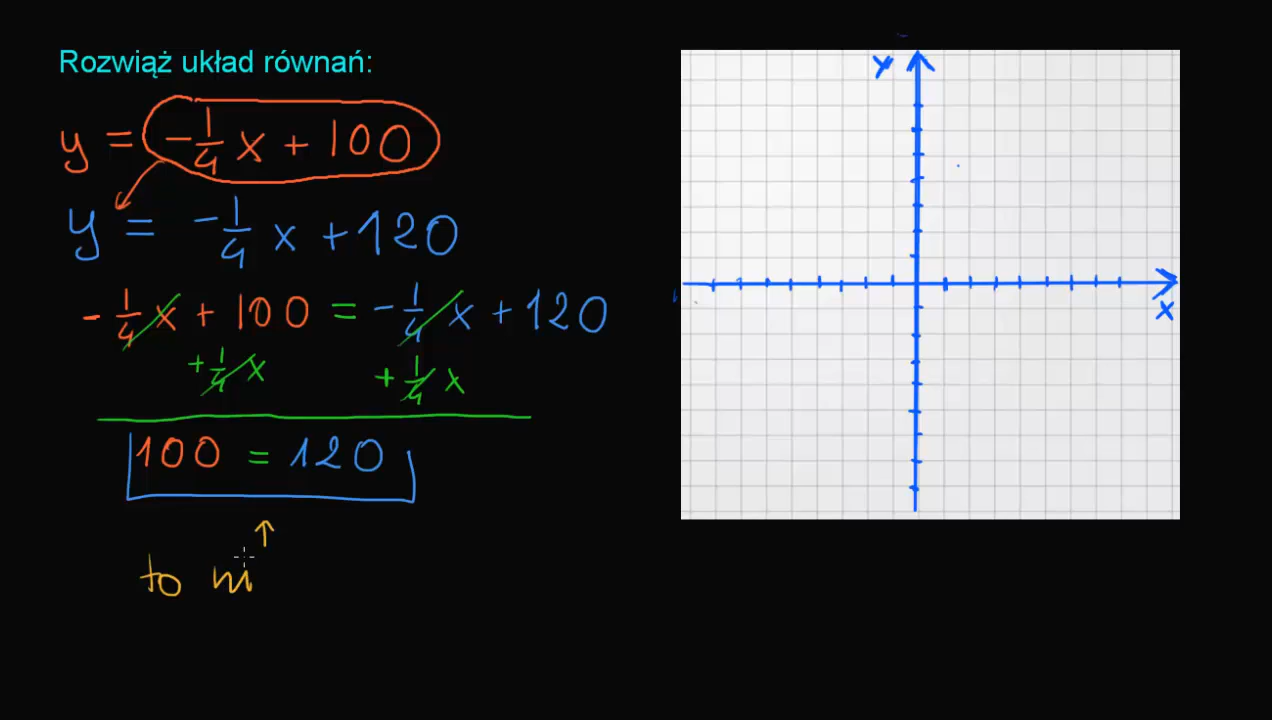 Rozwiąż układ równań:
y = -1/4 x + 100
y = -1/4 x + 120
-1/4 x + 100 = -1/4 x + 120
+1/4 x +1/4 x
100 = 120
to ni
y
x